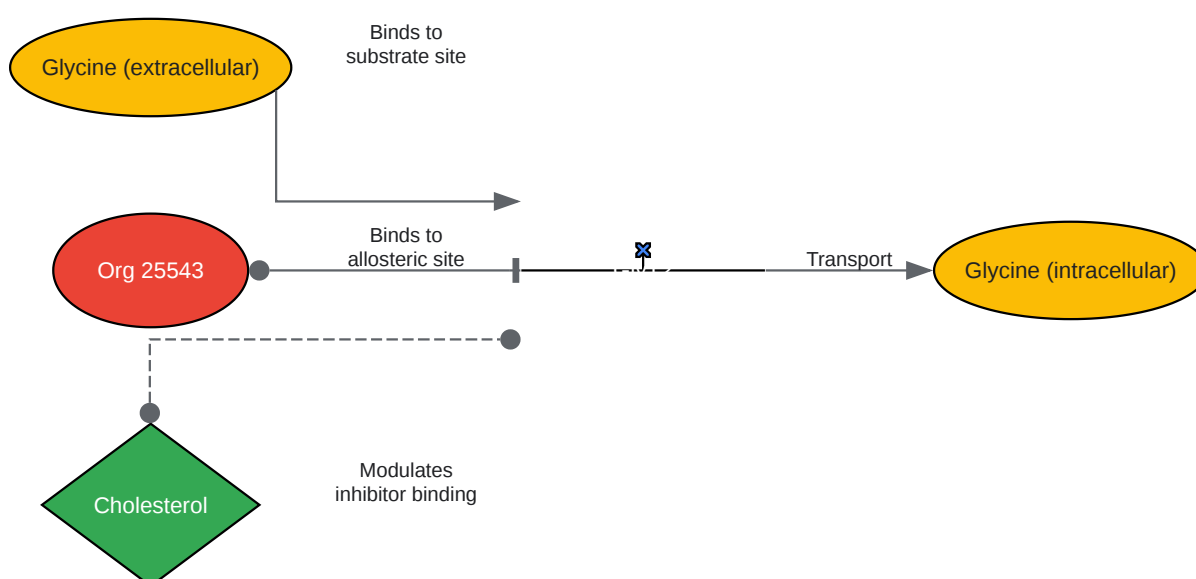 Binds to
substrate site
Glycine (extracellular)
Binds to
allosteric site
Org 25543
Transport
Glycine (intracellular)
Modulates
inhibitor binding
Cholesterol